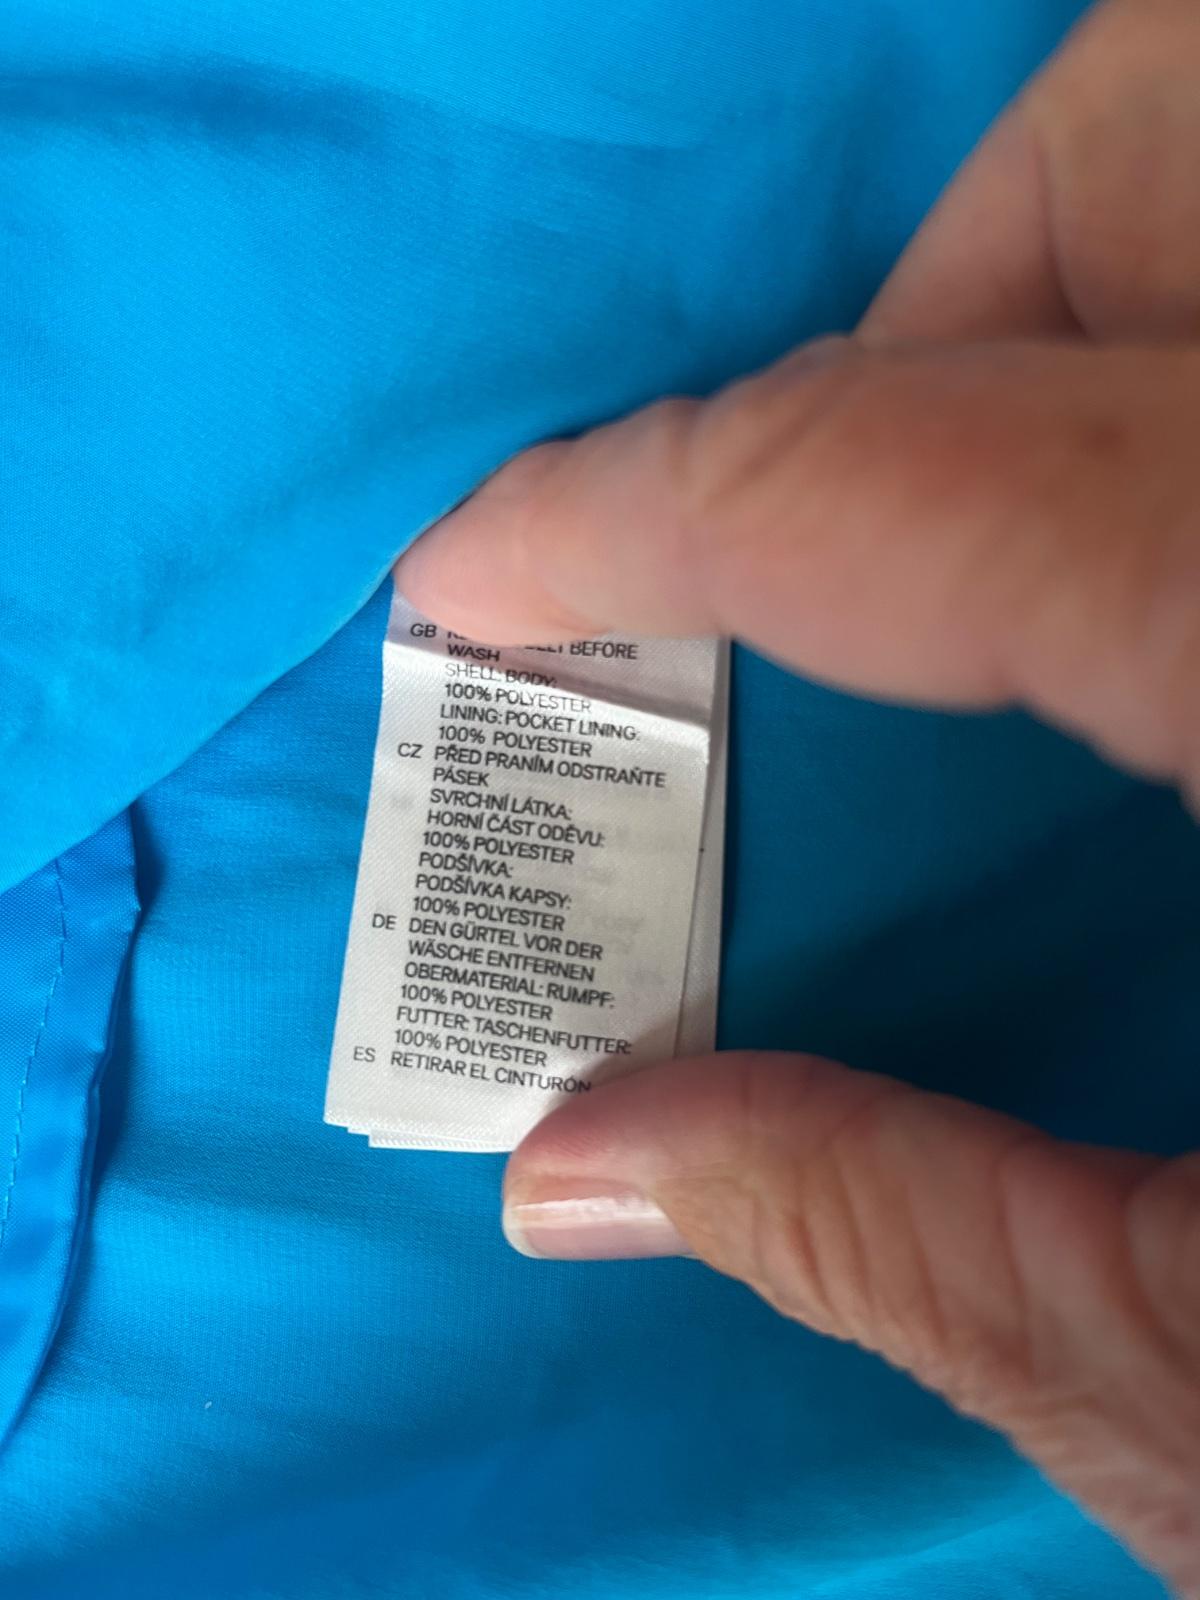 GB BEFORE
WASH
SHELL: BODY:
100% POLYESTER
LINING: POCKET LINING:
100% POLYESTER
CZ PŘED PRANÍM ODSTRAŇTE
PÁSEK
SVRCHNÍ LÁTKA:
HORNÍ ČÁST ODĚVU:
100% POLYESTER
PODŠÍVKA:
PODŠÍVKA KAPSY:
100% POLYESTER
DE DEN GÜRTEL VOR DER
WÄSCHE ENTFERNEN
OBERMATERIAL: RUMPF:
100% POLYESTER
FUTTER: TASCHENFUTTER:
100% POLYESTER
ES RETIRAR EL CINTURÓN